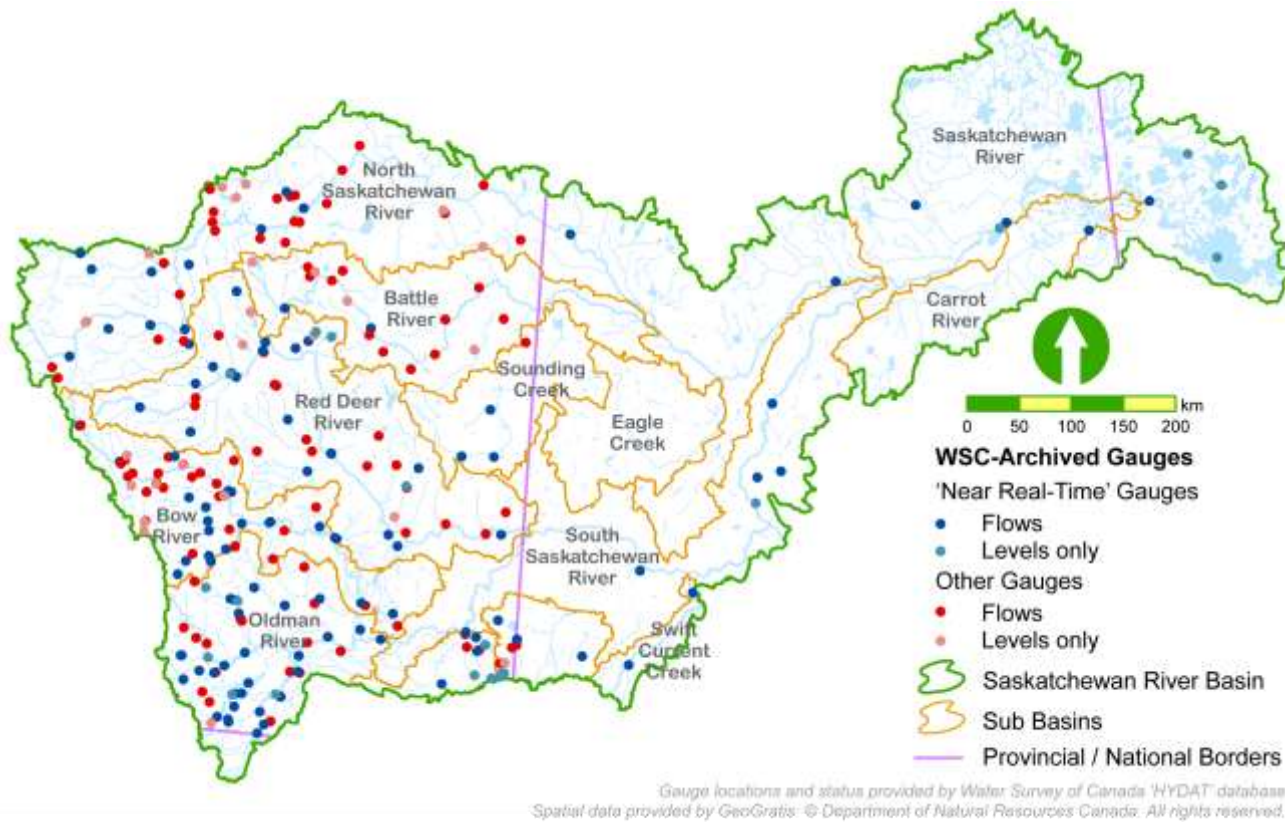 Saskatchewan
River
North
Saskatchewan
River
Battle
River
Carrot
River
Sounding
Creek
Red Deer
River
Eagle
Creek
km
0 50 100 150 200
WSC-Archived Gauges
'Near Real-Time' Gauges
Flows
Levels only
Other Gauges
Flows
Levels only
Saskatchewan River Basin
Sub Basins
Provincial / National Borders
Bow
River
South
Saskatchewan
River
Oldman
River
Swift
Current
Creek
Gauge locations and status provided by Water Survey of Canada 'HYDAT' database
Spatial data provided by GeoGratis © Department of Natural Resources Canada. All rights reserved.